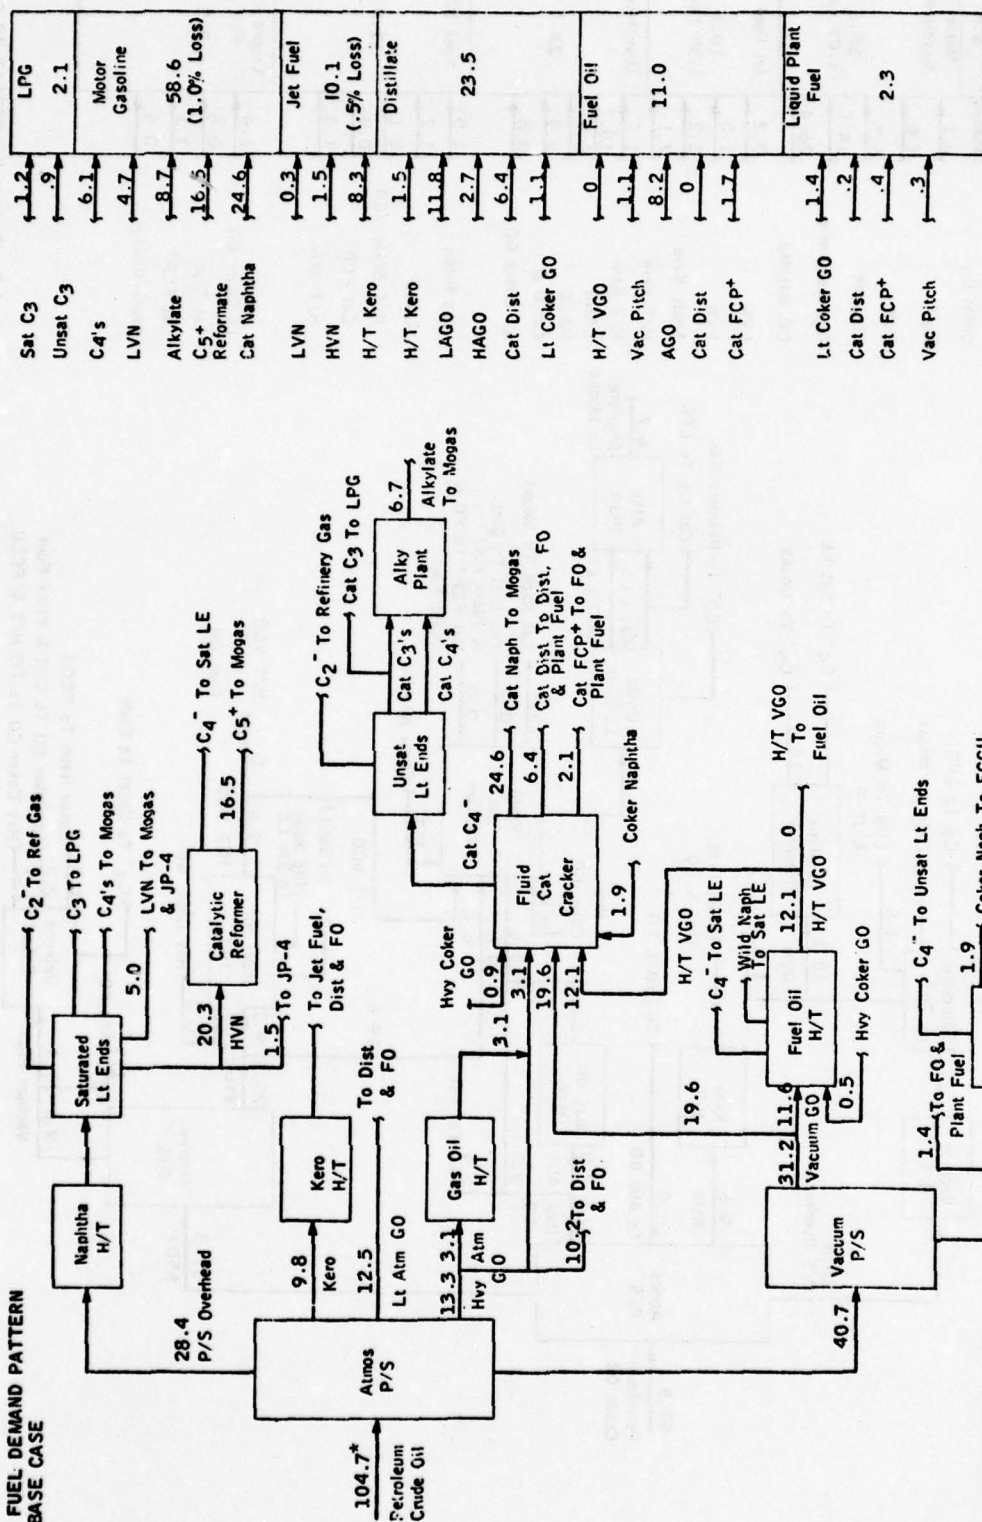 FUEL DEMAND PATTERN
BASE CASE
104.7*
Petroleum
Crude Oil
Atmos
P/S
28.4
P/S Overhead
Naphtha
H/T
Saturated
Lt Ends
C2⁻ To Ref Gas
C3 To LPG
C4's To Mogas
5.0
LVN To Mogas
& JP-4
20.3
HVN
1.5
To JP-4
Catalytic
Reformer
C4⁻ To Sat LE
16.5
C5⁺ To Mogas
9.8
Kero
Kero
H/T
To Jet Fuel,
Dist & FO
12.5
Lt Atm GO
To Dist
& FO
13.3
3.1
Hvy Atm
GO
Gas Oil
H/T
3.1
10.2
To Dist
& FO
Hvy Coker
GO
0.9
3.1
19.6
12.1
Fluid
Cat
Cracker
Cat C4⁻
Unsat
Lt Ends
C2⁻ To Refinery Gas
Cat C3 To LPG
Cat C3's
Cat C4's
Alky
Plant
6.7
Alkylate
To Mogas
24.6
Cat Naph To Mogas
6.4
Cat Dist To Dist, FO
& Plant Fuel
2.1
Cat FCP⁺ To FO &
Plant Fuel
1.9
Coker Naphtha
40.7
Vacuum
P/S
31.2
Vacuum GO
19.6
11.6
0.5
Hvy Coker GO
Fuel Oil
H/T
C4⁻ To Sat LE
Wild Naph
To Sat LE
H/T VGO
12.1
H/T VGO
0
H/T VGO
To
Fuel Oil
1.4
To FO &
Plant Fuel
C4⁻ To Unsat Lt Ends
1.9
Coker Naph To FCCU
Sat C3 1.2
Unsat C3 .9
LPG
2.1
C4's 6.1
LVN 4.7
Alkylate 8.7
C5⁺
Reformate 16.5
Cat Naphtha 24.6
Motor
Gasoline
58.6
(1.0% Loss)
LVN 0.3
HVN 1.5
H/T Kero 8.3
Jet Fuel
10.1
(.5% Loss)
H/T Kero 1.5
LAGO 11.8
HAGO 2.7
Cat Dist 6.4
Lt Coker GO 1.1
Distillate
23.5
H/T VGO 0
Vac Pitch 1.1
AGO 8.2
Cat Dist 0
Cat FCP⁺ 1.7
Fuel Oil
11.0
Lt Coker GO 1.4
Cat Dist .2
Cat FCP⁺ .4
Vac Pitch .3
Liquid Plant
Fuel
2.3